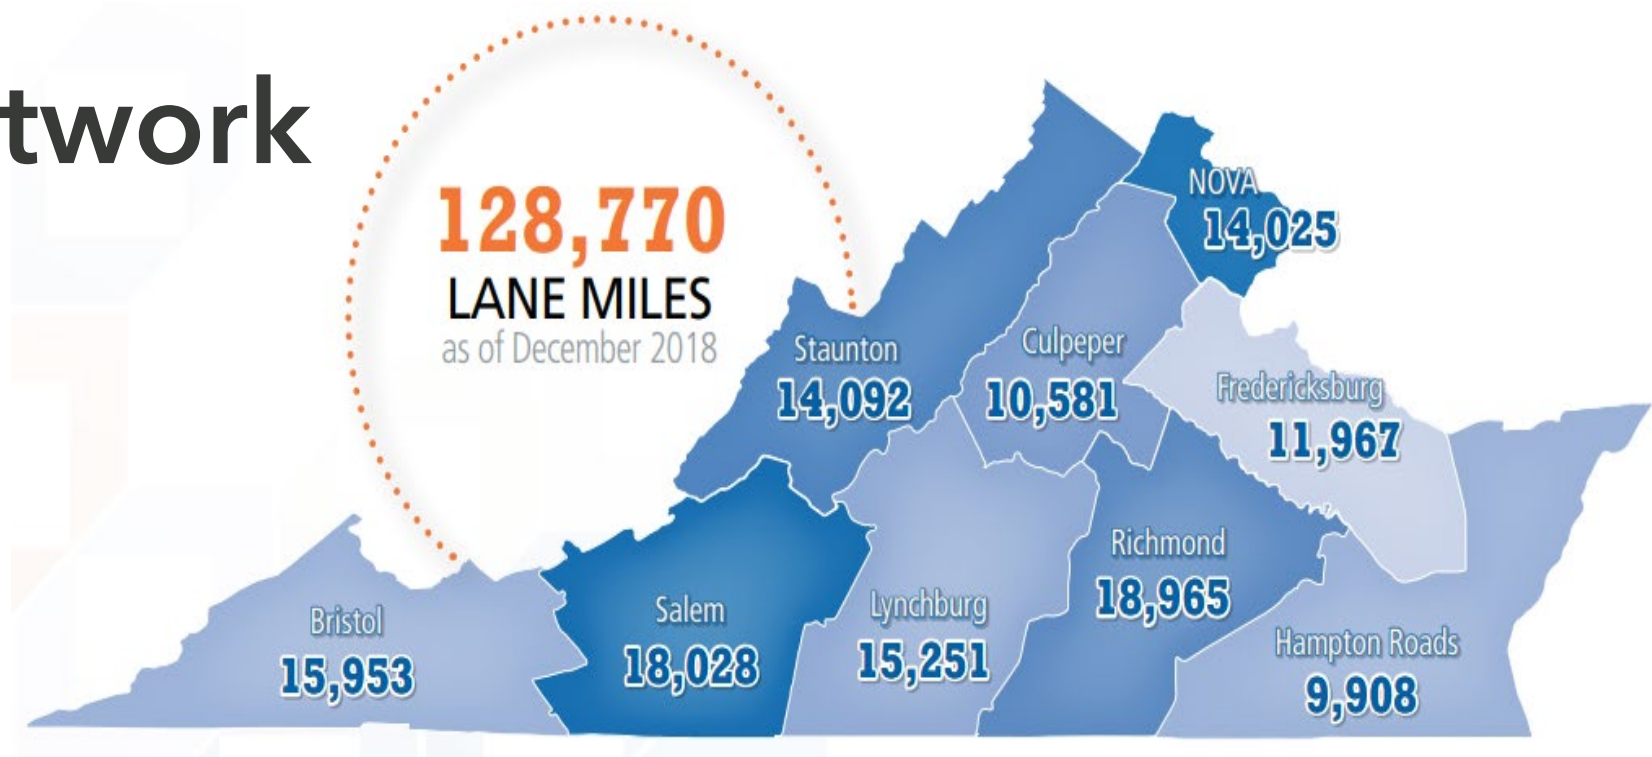 twork
128,770
LANE MILES
as of December 2018
NOVA
14,025
Staunton
14,092
Culpeper
10,581
Fredericksburg
11,967
Richmond
18,965
Bristol
15,953
Salem
18,028
Lynchburg
15,251
Hampton Roads
9,908